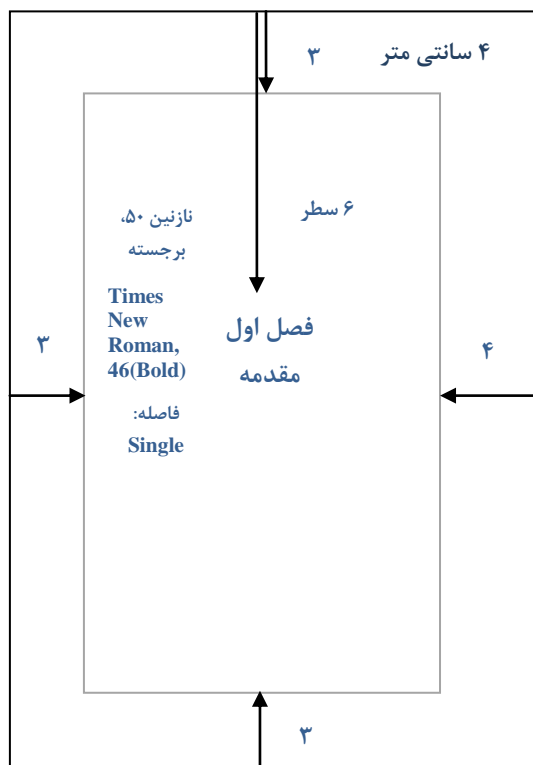 ۴ سانتی متر
۳
۶ سطر
نازنین ۵۰،
برجسته
Times
New
Roman,
46(Bold)
فاصله:
Single
فصل اول
مقدمه
۴
۳
۳